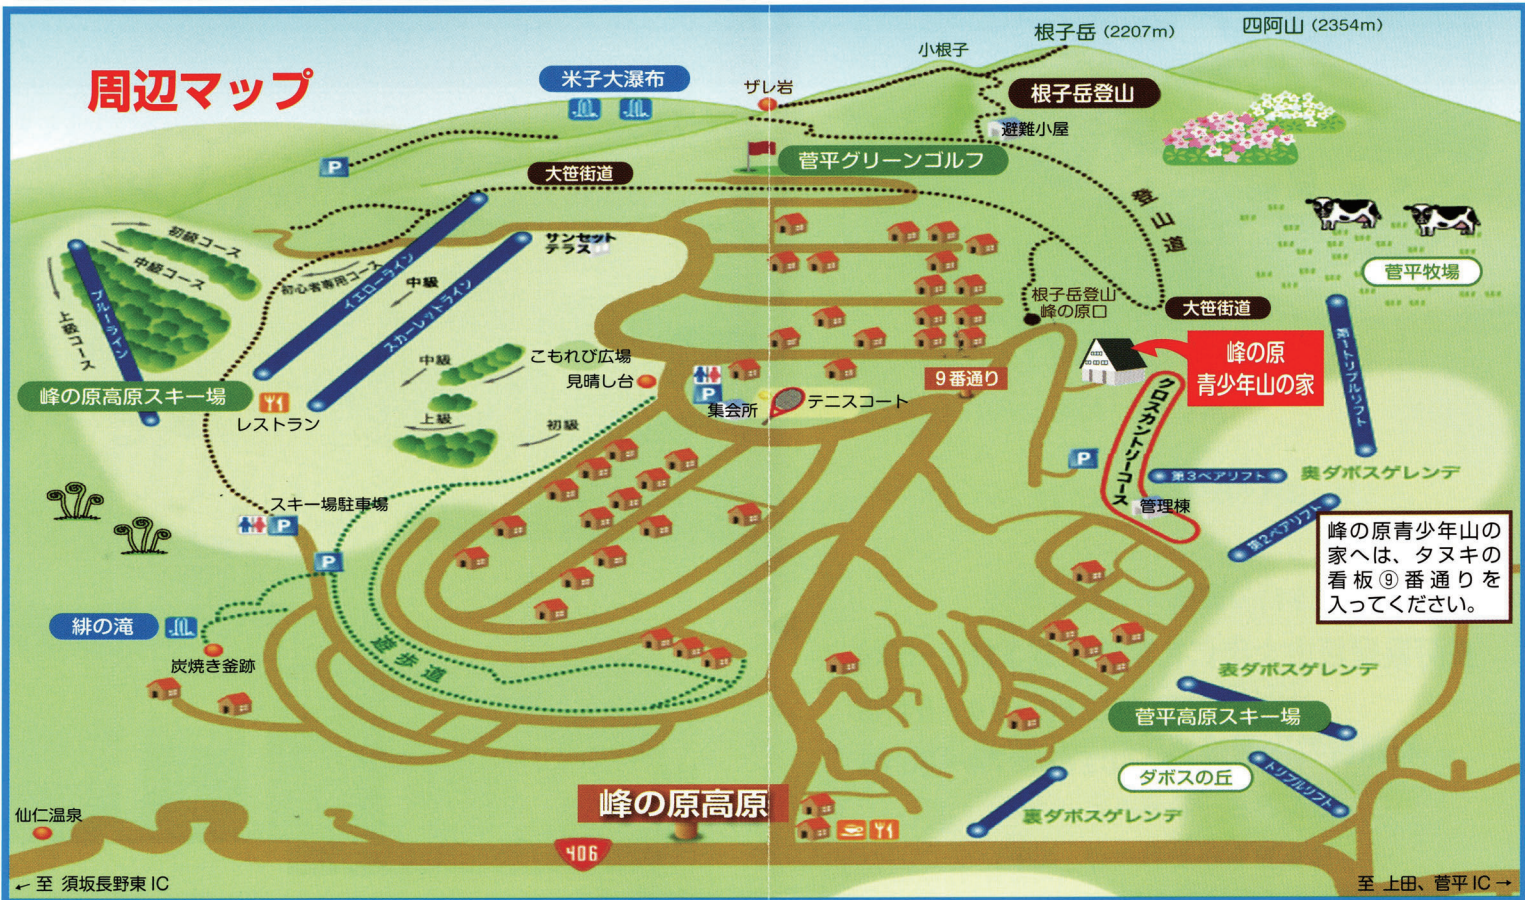 周辺マップ
米子大瀑布
ザレ岩
小根子
根子岳 (2207m)
四阿山 (2354m)
根子岳登山
避難小屋
菅平グリーンゴルフ
大笹街道
登山道
P
初級コース
中級コース
上級コース
ブルーライン
初心者専用コース
イエローライン
中級
スカーレットライン
サンセット
テラス
菅平牧場
根子岳登山
峰の原口
大笹街道
峰の原
青少年山の家
第1トリプルリフト
峰の原高原スキー場
レストラン
中級
こもれび広場
見晴し台
上級
初級
P
集会所
テニスコート
9番通り
クロスカントリーコース
P
第3ペアリフト
奥ダボスゲレンデ
管理棟
第2ペアリフト
スキー場駐車場
P
P
峰の原青少年山の
家へは、タヌキの
看板⑨番通りを
入ってください。
緋の滝
炭焼き釜跡
遊歩道
表ダボスゲレンデ
菅平高原スキー場
ダボスの丘
トリプルリフト
裏ダボスゲレンデ
峰の原高原
仙仁温泉
406
← 至 須坂長野東IC
至 上田、菅平IC →